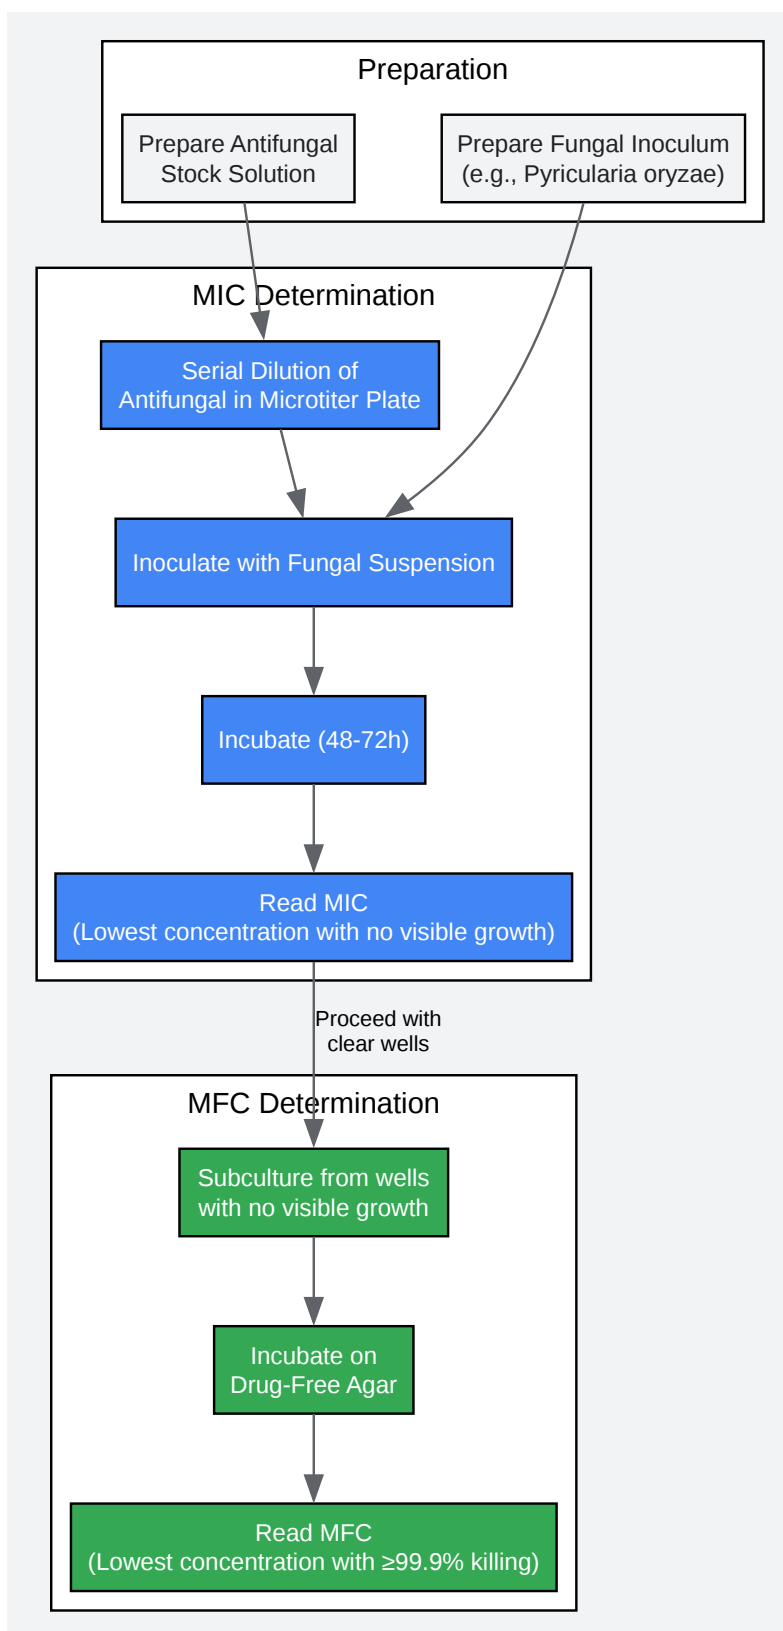 Preparation
Prepare Antifungal
Stock Solution
Prepare Fungal Inoculum
(e.g., Pyricularia oryzae)
MIC Determination
Serial Dilution of
Antifungal in Microtiter Plate
Inoculate with Fungal Suspension
Incubate (48-72h)
Read MIC
(Lowest concentration with no visible growth)
Proceed with
clear wells
MFC Determination
Subculture from wells
with no visible growth
Incubate on
Drug-Free Agar
Read MFC
(Lowest concentration with ≥99.9% killing)